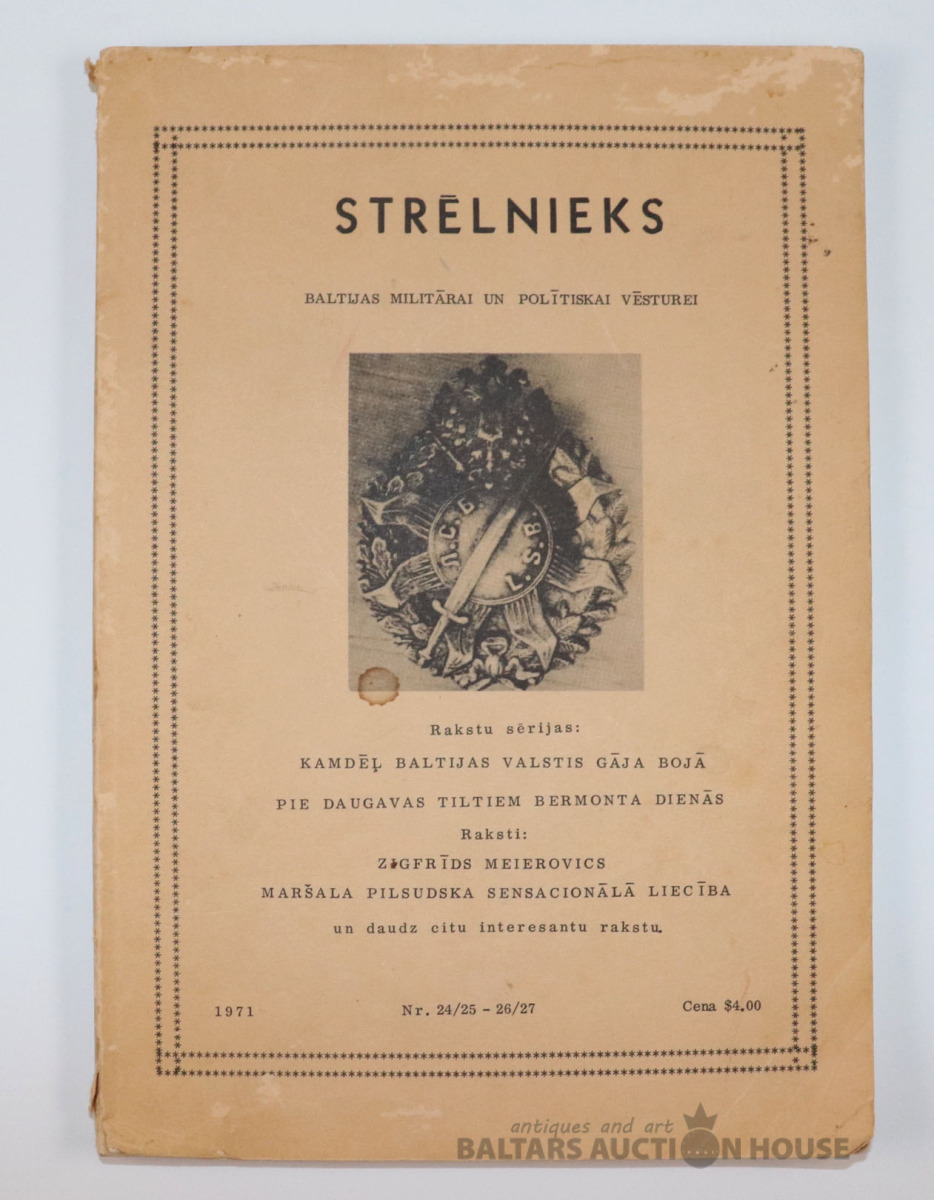 STRĒLNIEKS
BALTIJAS MILITĀRAI UN POLĪTISKAI VĒSTUREI
Л.С.Б.
L.S.B.
Rakstu sērijas:
KAMDĒĻ BALTIJAS VALSTIS GĀJA BOJĀ
PIE DAUGAVAS TILTIEM BERMONTA DIENĀS
Raksti:
ZIGFRĪDS MEIEROVICS
MARŠALA PILSUDSKA SENSACIONĀLĀ LIECĪBA
un daudz citu interesantu rakstu.
1971 Nr. 24/25 - 26/27 Cena $4.00
antiques and art
BALTARS AUCTION HOUSE